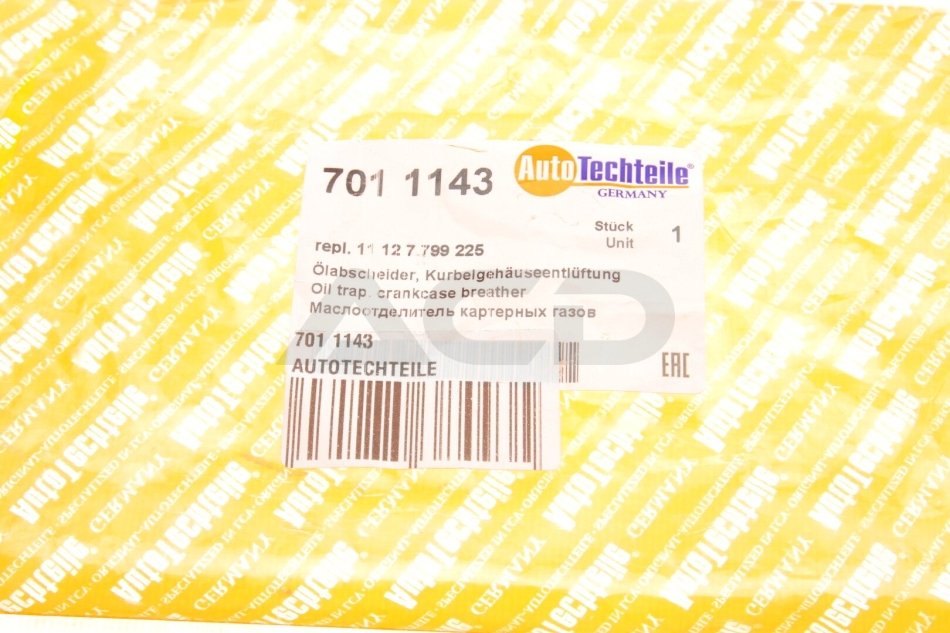 701 1143
AutoTechteile®
GERMANY
Stück
Unit
1
repl. 11 12 7 799 225
Ölabscheider, Kurbelgehäuseentlüftung
Oil trap, crankcase breather
Маслоотделитель картерных газов
ACD
701 1143
AUTOTECHTEILE
EAC